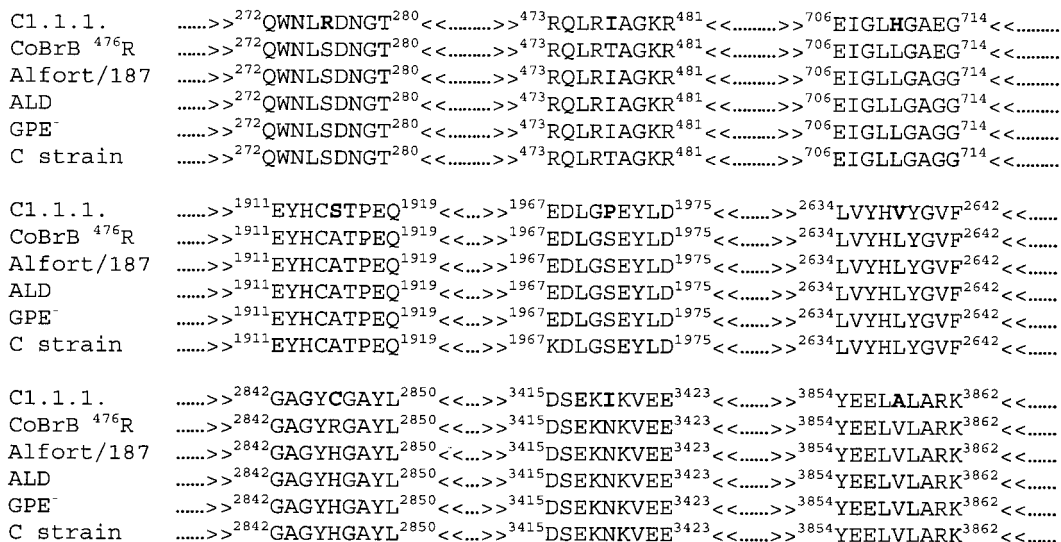 C1.1.1. ......>>272QWNLRDNGT280<<.........>>473RQLRIAGKR481<<.........>>706EIGLHGAEG714<<.........
CoBrB 476R ......>>272QWNLSDNGT280<<.........>>473RQLRTAGKR481<<.........>>706EIGLLGAGG714<<.........
Alfort/187 ......>>272QWNLSDNGT280<<.........>>473RQLRIAGKR481<<.........>>706EIGLLGAGG714<<.........
ALD ......>>272QWNLSDNGT280<<.........>>473RQLRIAGKR481<<.........>>706EIGLLGAGG714<<.........
GPE- ......>>272QWNLSDNGT280<<.........>>473RQLRIAGKR481<<.........>>706EIGLLGAGG714<<.........
C strain ......>>272QWNLSDNGT280<<.........>>473RQLRTAGKR481<<.........>>706EIGLLGAGG714<<.........
C1.1.1. ......>>1911EYHCSTPEQ1919<<...>>1967EDLGPEYLD1975<<.......>>2634LVYHVYGVF2642<<......
CoBrB 476R ......>>1911EYHCATPEQ1919<<...>>1967EDLGSEYLD1975<<.......>>2634LVYHLYGVF2642<<......
Alfort/187 ......>>1911EYHCATPEQ1919<<...>>1967EDLGSEYLD1975<<.......>>2634LVYHLYGVF2642<<......
ALD ......>>1911EYHCATPEQ1919<<...>>1967EDLGSEYLD1975<<.......>>2634LVYHLYGVF2642<<......
GPE- ......>>1911EYHCATPEQ1919<<...>>1967EDLGSEYLD1975<<.......>>2634LVYHLYGVF2642<<......
C strain ......>>1911EYHCATPEQ1919<<...>>1967KDLGSEYLD1975<<.......>>2634LVYHLYGVF2642<<......
C1.1.1. ......>>2842GAGYCGAYL2850<<...>>3415DSEKIKVEE3423<<.......>>3854YEELALARK3862<<......
CoBrB 476R ......>>2842GAGYRGAYL2850<<...>>3415DSEKNKVEE3423<<.......>>3854YEELVLARK3862<<......
Alfort/187 ......>>2842GAGYHGAYL2850<<...>>3415DSEKNKVEE3423<<.......>>3854YEELVLARK3862<<......
ALD ......>>2842GAGYHGAYL2850<<...>>3415DSEKNKVEE3423<<.......>>3854YEELVLARK3862<<......
GPE- ......>>2842GAGYHGAYL2850<<...>>3415DSEKNKVEE3423<<.......>>3854YEELVLARK3862<<......
C strain ......>>2842GAGYHGAYL2850<<...>>3415DSEKNKVEE3423<<.......>>3854YEELVLARK3862<<......